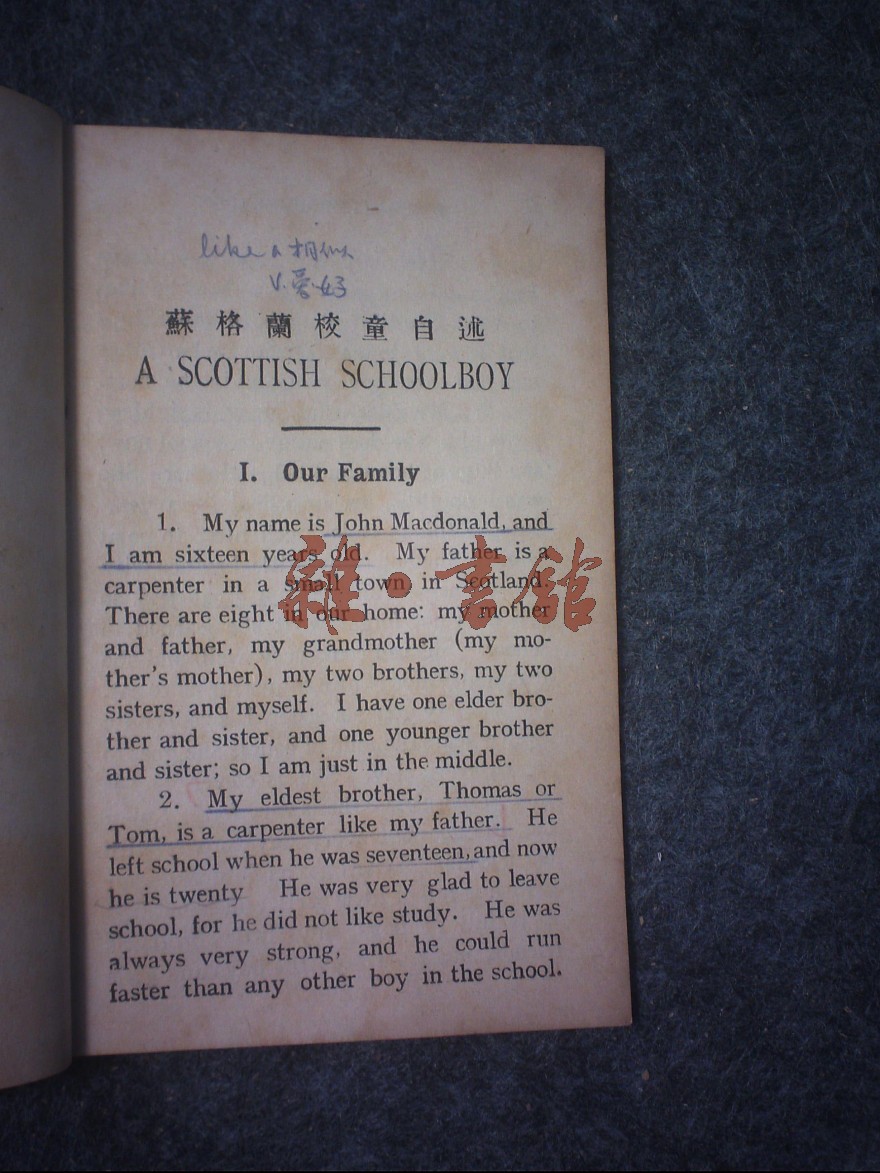 like a 相似
v. 爱好
蘇格蘭校童自述
A SCOTTISH SCHOOLBOY
I. Our Family
1. My name is John Macdonald, and
I am sixteen years old. My father is a
carpenter in a small town in Scotland.
There are eight in our home: my mother
and father, my grandmother (my mo-
ther's mother), my two brothers, my two
sisters, and myself. I have one elder bro-
ther and sister, and one younger brother
and sister; so I am just in the middle.
2. My eldest brother, Thomas or
Tom, is a carpenter like my father. He
left school when he was seventeen, and now
he is twenty He was very glad to leave
school, for he did not like study. He was
always very strong, and he could run
faster than any other boy in the school.
雜·書館